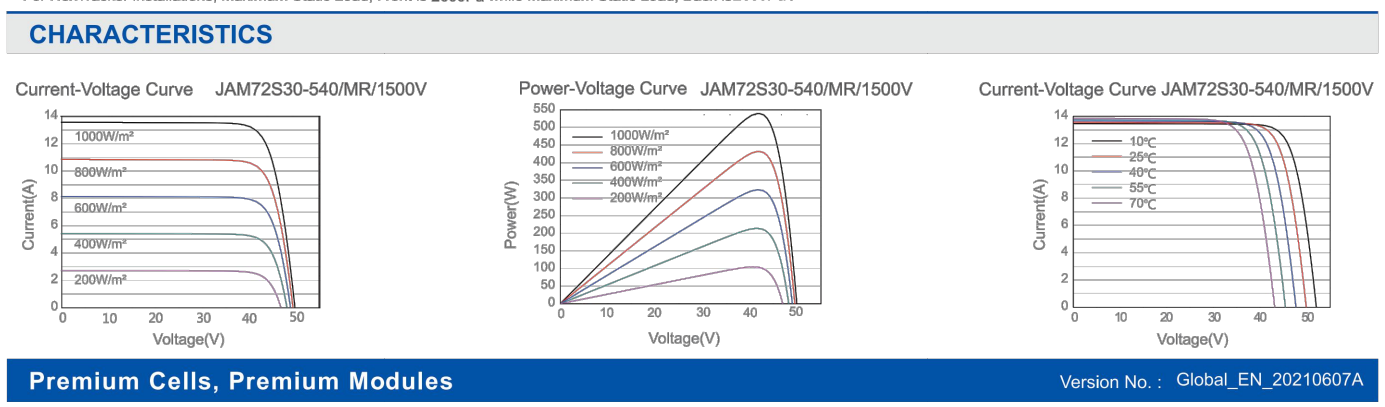 CHARACTERISTICS
Current-Voltage Curve JAM72S30-540/MR/1500V
14
12
10
8
6
4
2
0
Current(A)
1000W/m²
800W/m²
600W/m²
400W/m²
200W/m²
0 10 20 30 40 50
Voltage(V)
Power-Voltage Curve JAM72S30-540/MR/1500V
550
500
450
400
350
300
250
200
150
100
50
0
Power(W)
1000W/m²
800W/m²
600W/m²
400W/m²
200W/m²
0 10 20 30 40 50
Voltage(V)
Current-Voltage Curve JAM72S30-540/MR/1500V
14
12
10
8
6
4
2
0
Current(A)
10℃
25℃
40℃
55℃
70℃
0 10 20 30 40 50
Voltage(V)
Premium Cells, Premium Modules
Version No. : Global_EN_20210607A